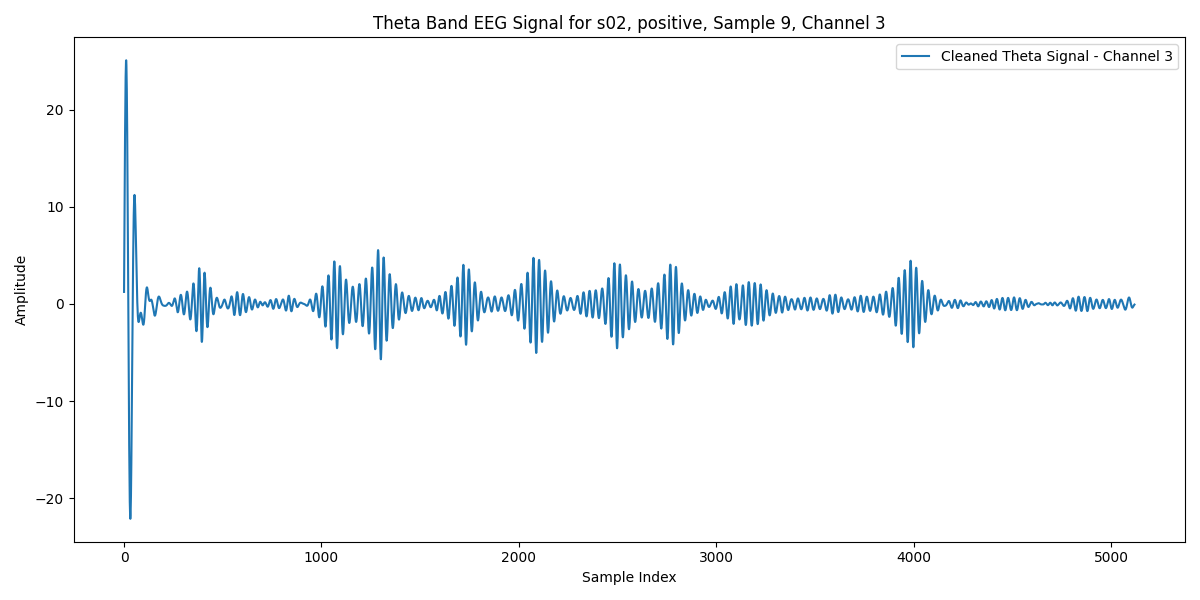 Theta Band EEG Signal for s02, positive, Sample 9, Channel 3
Cleaned Theta Signal - Channel 3
Amplitude
20
10
0
−10
−20
0 1000 2000 3000 4000 5000
Sample Index